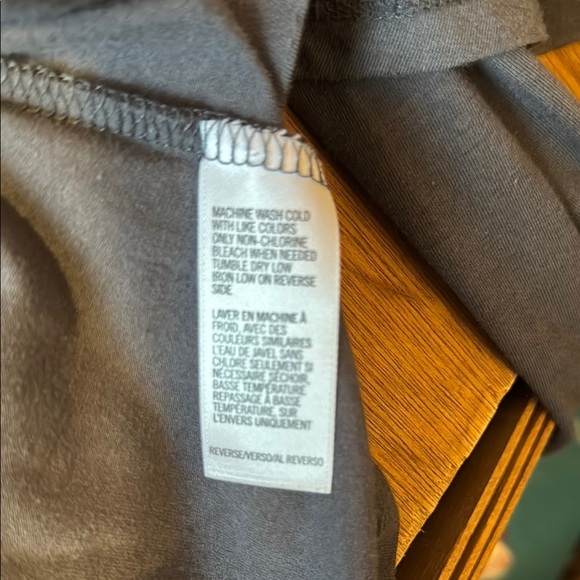 MACHINE WASH COLD
WITH LIKE COLORS
ONLY NON-CHLORINE
BLEACH WHEN NEEDED
TUMBLE DRY LOW
IRON LOW ON REVERSE
SIDE
LAVER EN MACHINE À
FROID, AVEC DES
COULEURS SIMILAIRES
L'EAU DE JAVEL SANS
CHLORE SEULEMENT SI
NÉCESSAIRE SÉCHOIR,
BASSE TEMPÉRATURE
REPASSAGE À BASSE
TEMPÉRATURE, SUR
L'ENVERS UNIQUEMENT
REVERSE/VERSO/AL REVERSO